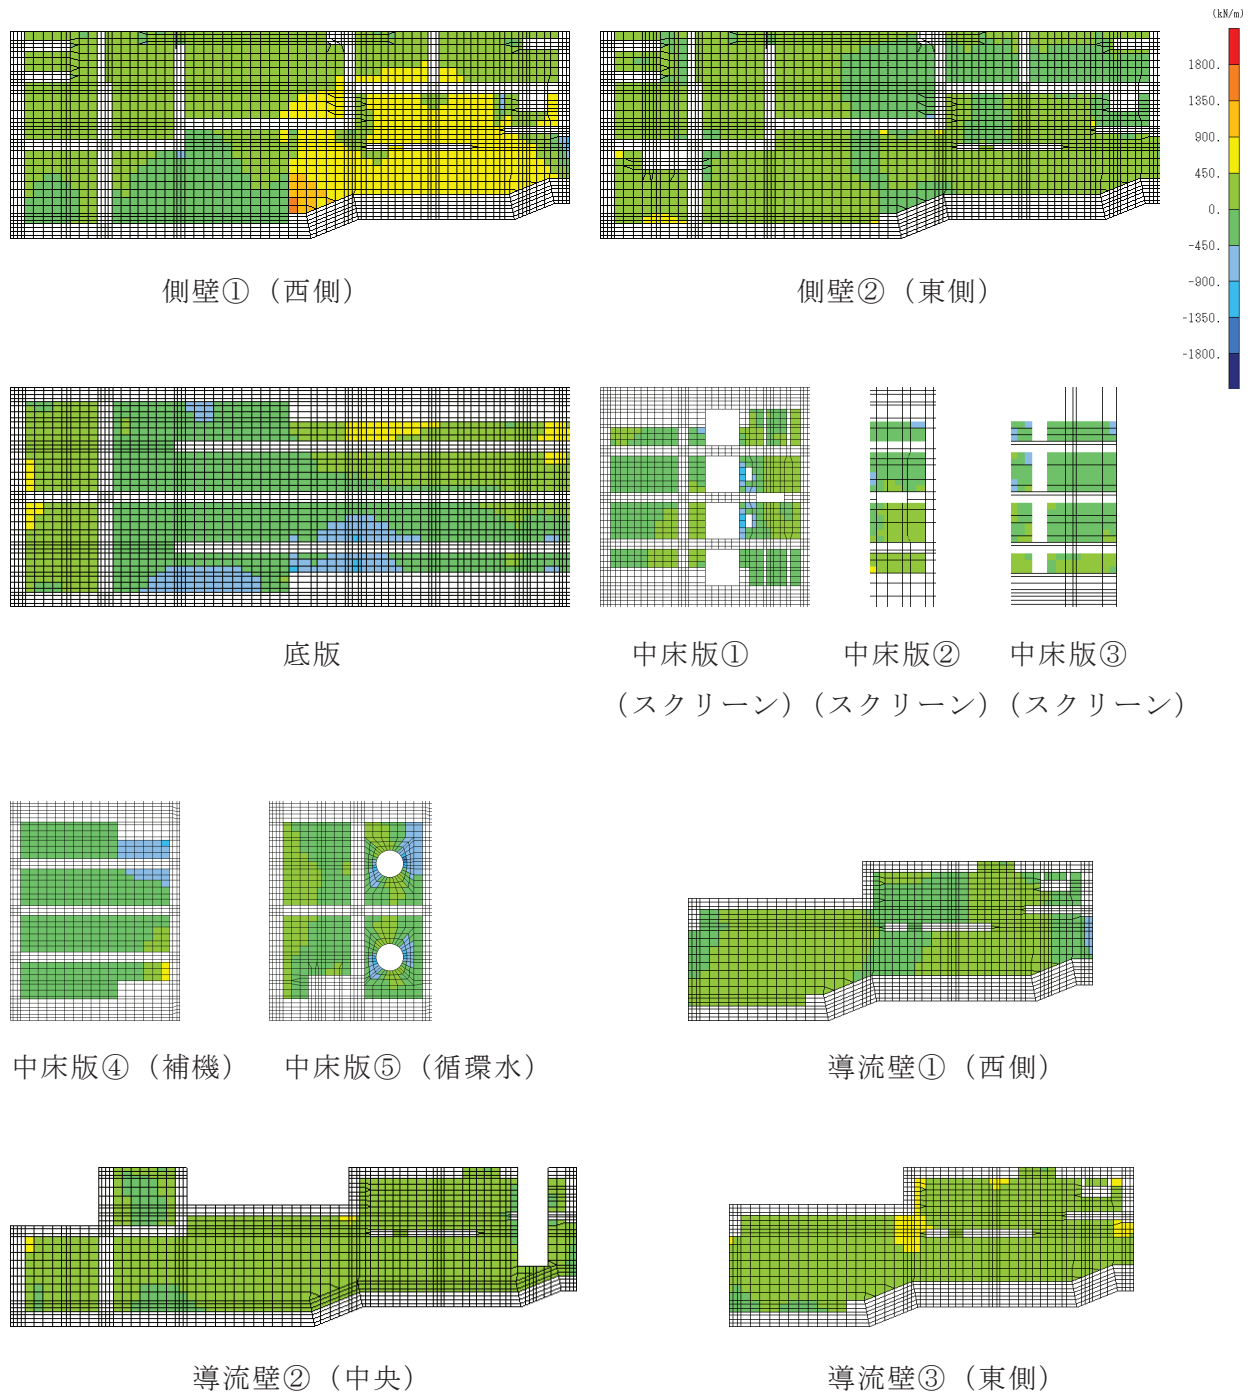 (kN/m)
1800.
1350.
900.
450.
0.
-450.
-900.
-1350.
-1800.
側壁①（西側）
側壁②（東側）
底版
中床版①
（スクリーン）
中床版②
（スクリーン）
中床版③
（スクリーン）
中床版④（補機）
中床版⑤（循環水）
導流壁①（西側）
導流壁②（中央）
導流壁③（東側）